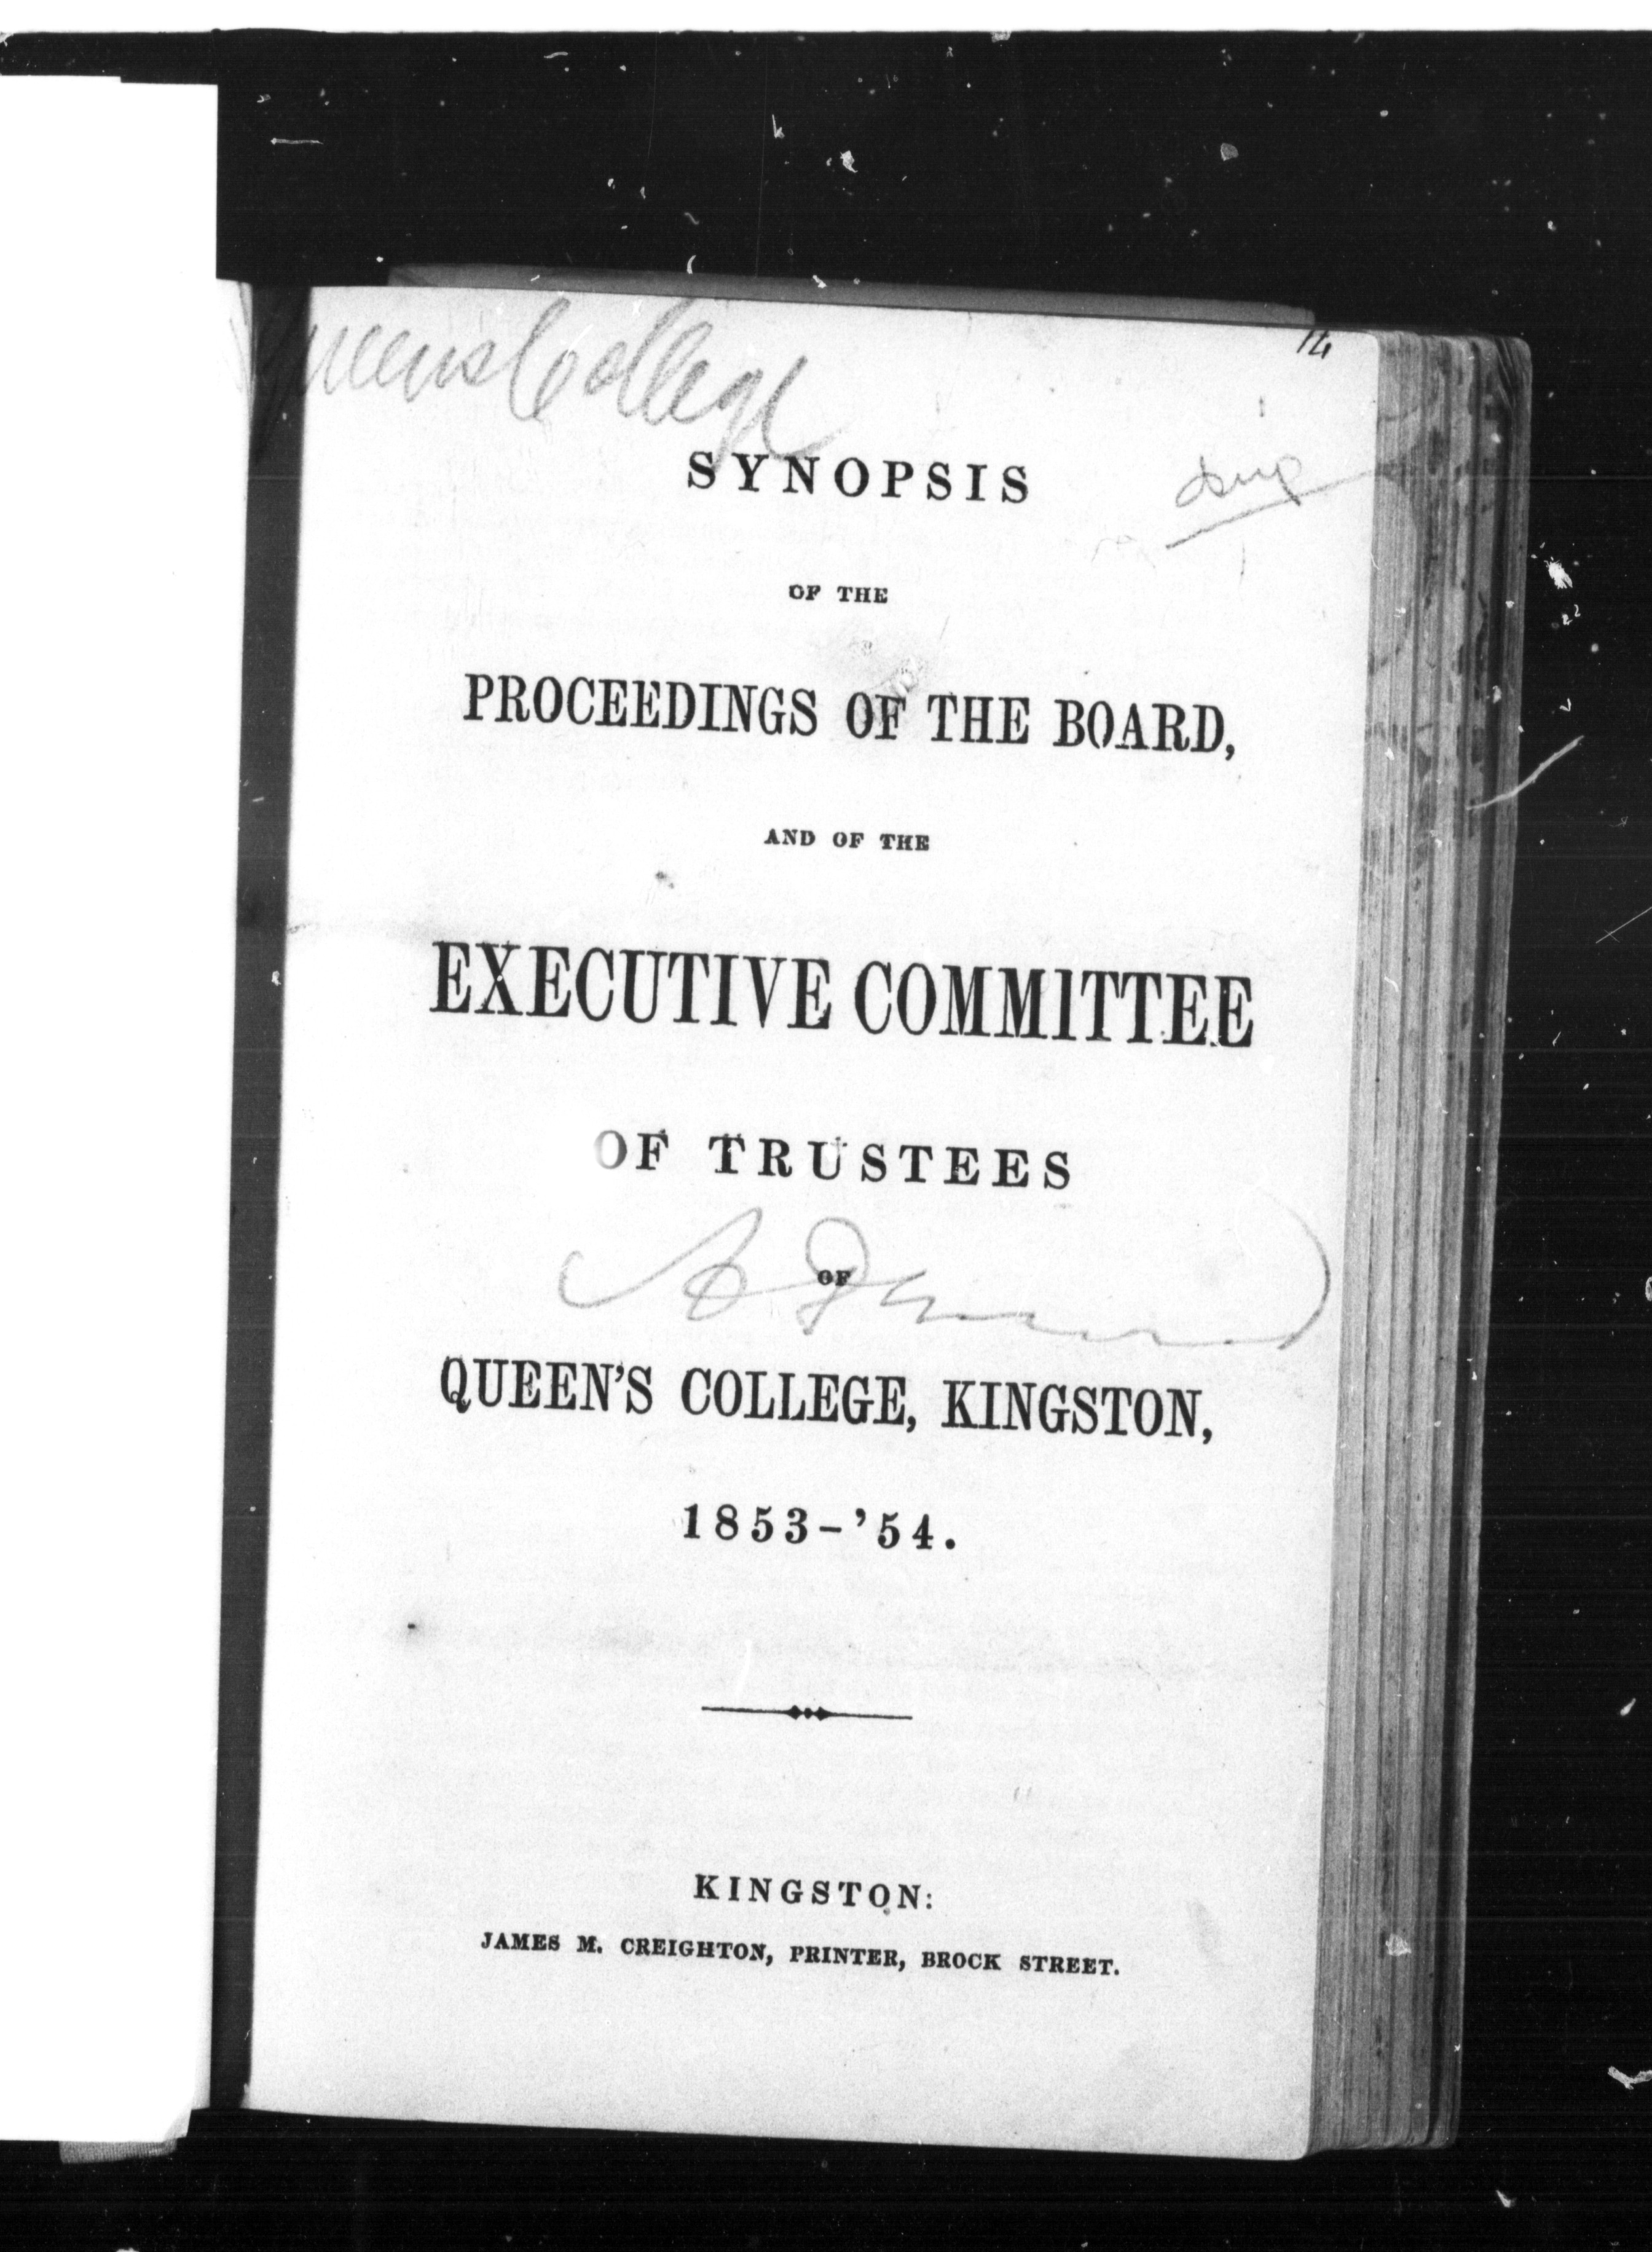 Queens College
14
SYNOPSIS
dup
OF THE
PROCEEDINGS OF THE BOARD,
AND OF THE
EXECUTIVE COMMITTEE
OF TRUSTEES
OF
QUEEN'S COLLEGE, KINGSTON,
1853-'54.
KINGSTON:
JAMES M. CREIGHTON, PRINTER, BROCK STREET.